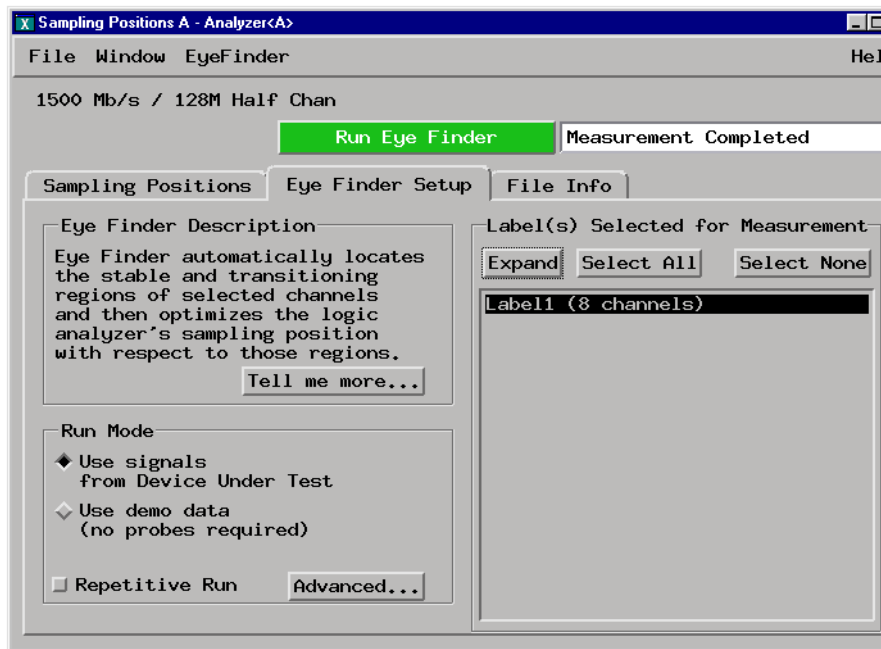 Sampling Positions A - Analyzer<A>
File Window EyeFinder Hel
1500 Mb/s / 128M Half Chan
Run Eye Finder Measurement Completed
Sampling Positions Eye Finder Setup File Info
Eye Finder Description
Eye Finder automatically locates
the stable and transitioning
regions of selected channels
and then optimizes the logic
analyzer's sampling position
with respect to those regions.
Tell me more...
Run Mode
Use signals
from Device Under Test
Use demo data
(no probes required)
Repetitive Run Advanced...
Label(s) Selected for Measurement
Expand Select All Select None
Label1 (8 channels)